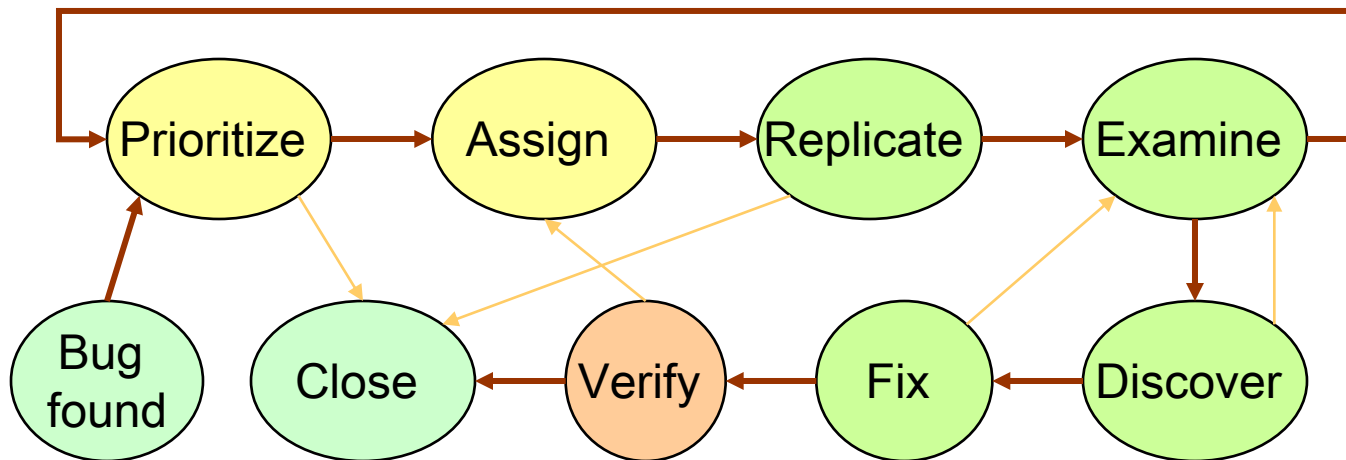 Prioritize
Assign
Replicate
Examine
Bug
found
Close
Verify
Fix
Discover